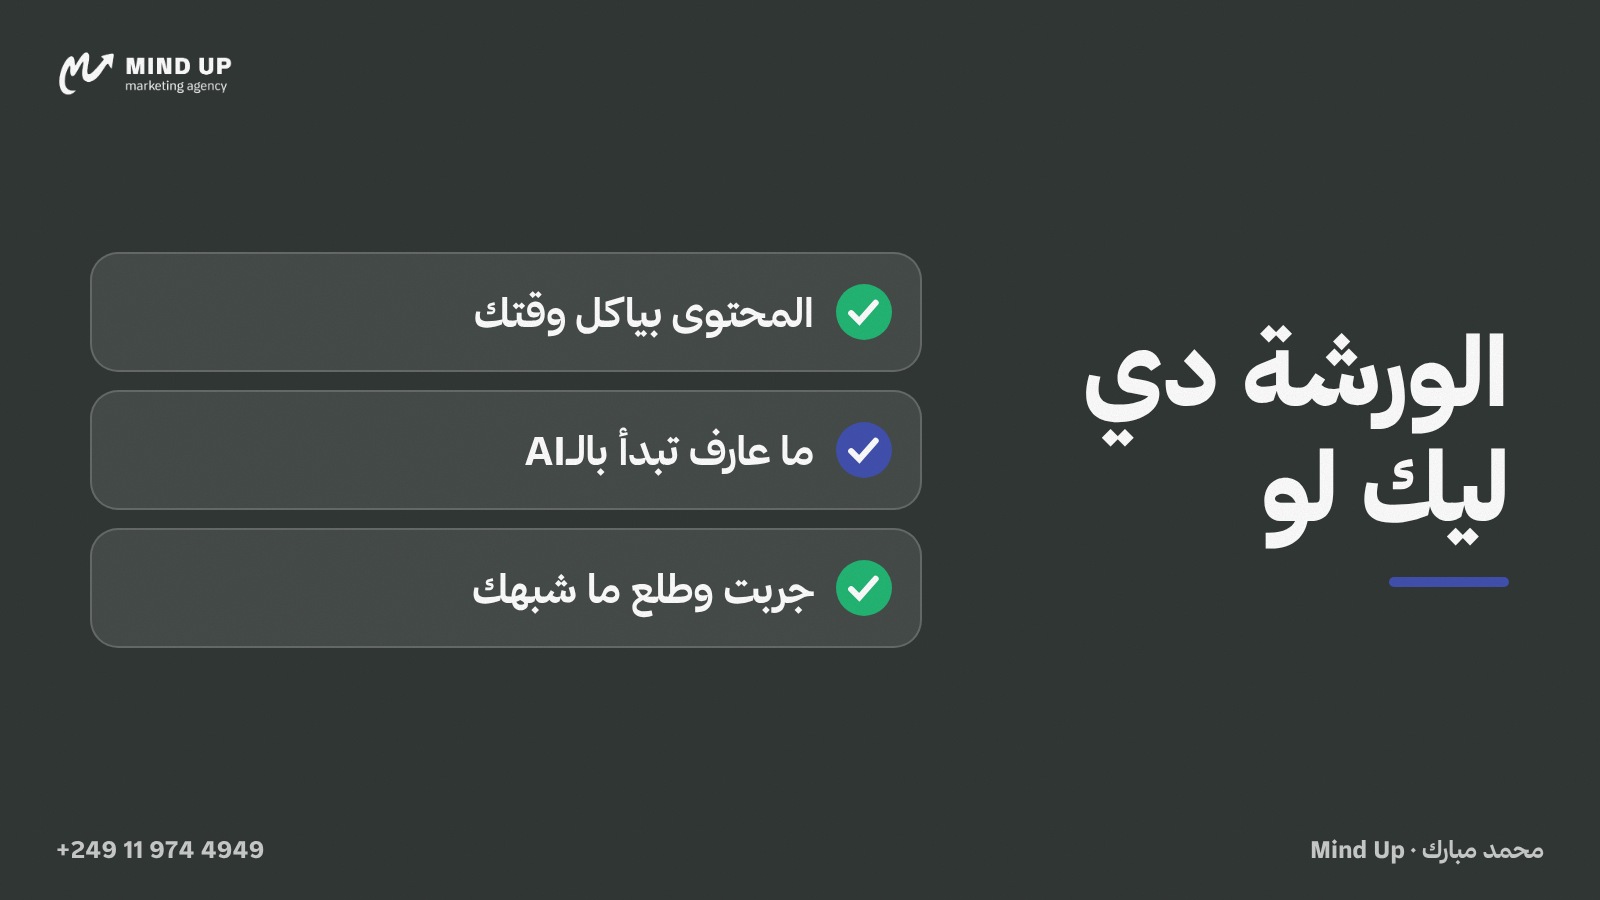 MIND UP
marketing agency
الورشة دي
ليك لو
المحتوى بياكل وقتك
ما عارف تبدأ بالـAI
جربت وطلع ما شبهك
محمد مبارك · Mind Up
+249 11 974 4949